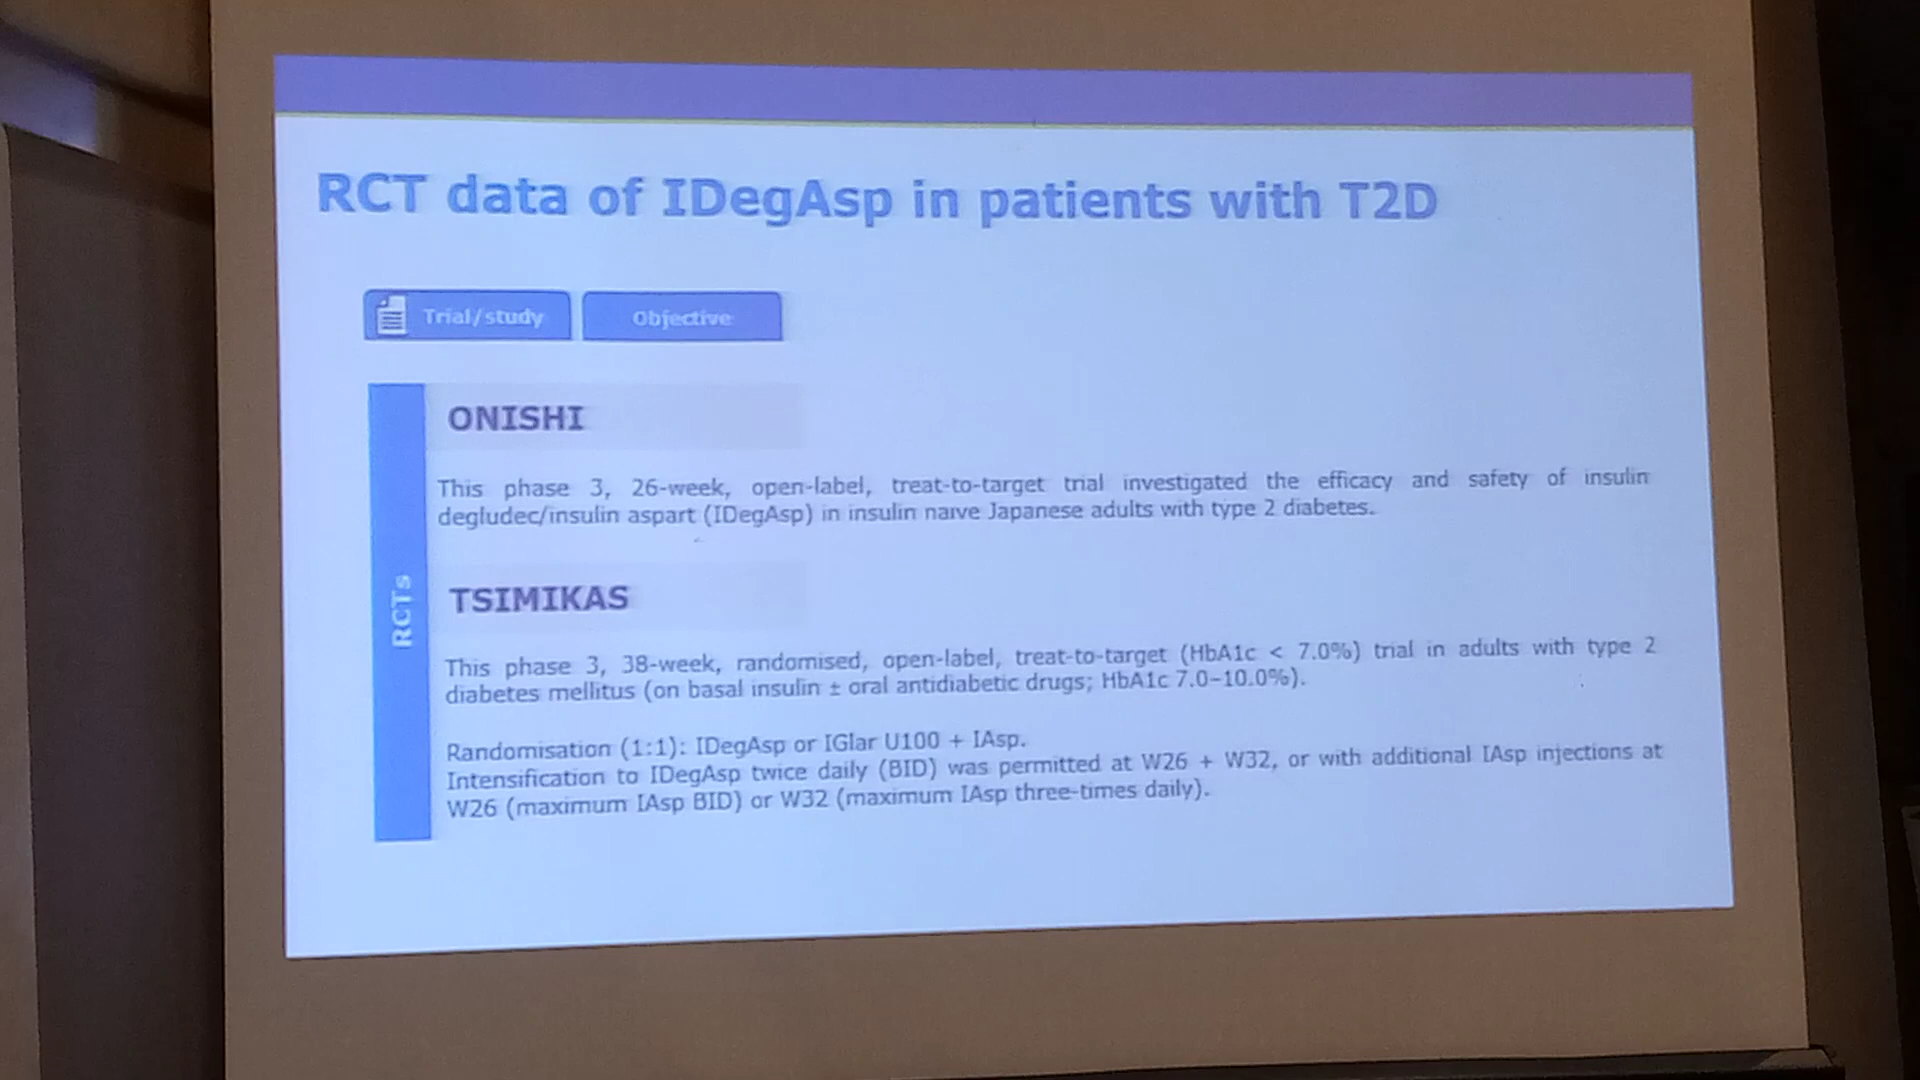 RCT data of IDegAsp in patients with T2D
Trial/study
Objective
RCTs
ONISHI
This phase 3, 26-week, open-label, treat-to-target trial investigated the efficacy and safety of insulin
degludec/insulin aspart (IDegAsp) in insulin naïve Japanese adults with type 2 diabetes.
TSIMIKAS
This phase 3, 38-week, randomised, open-label, treat-to-target (HbA1c < 7.0%) trial in adults with type 2
diabetes mellitus (on basal insulin ± oral antidiabetic drugs; HbA1c 7.0–10.0%).
Randomisation (1:1): IDegAsp or IGlar U100 + IAsp.
Intensification to IDegAsp twice daily (BID) was permitted at W26 + W32, or with additional IAsp injections at
W26 (maximum IAsp BID) or W32 (maximum IAsp three-times daily).